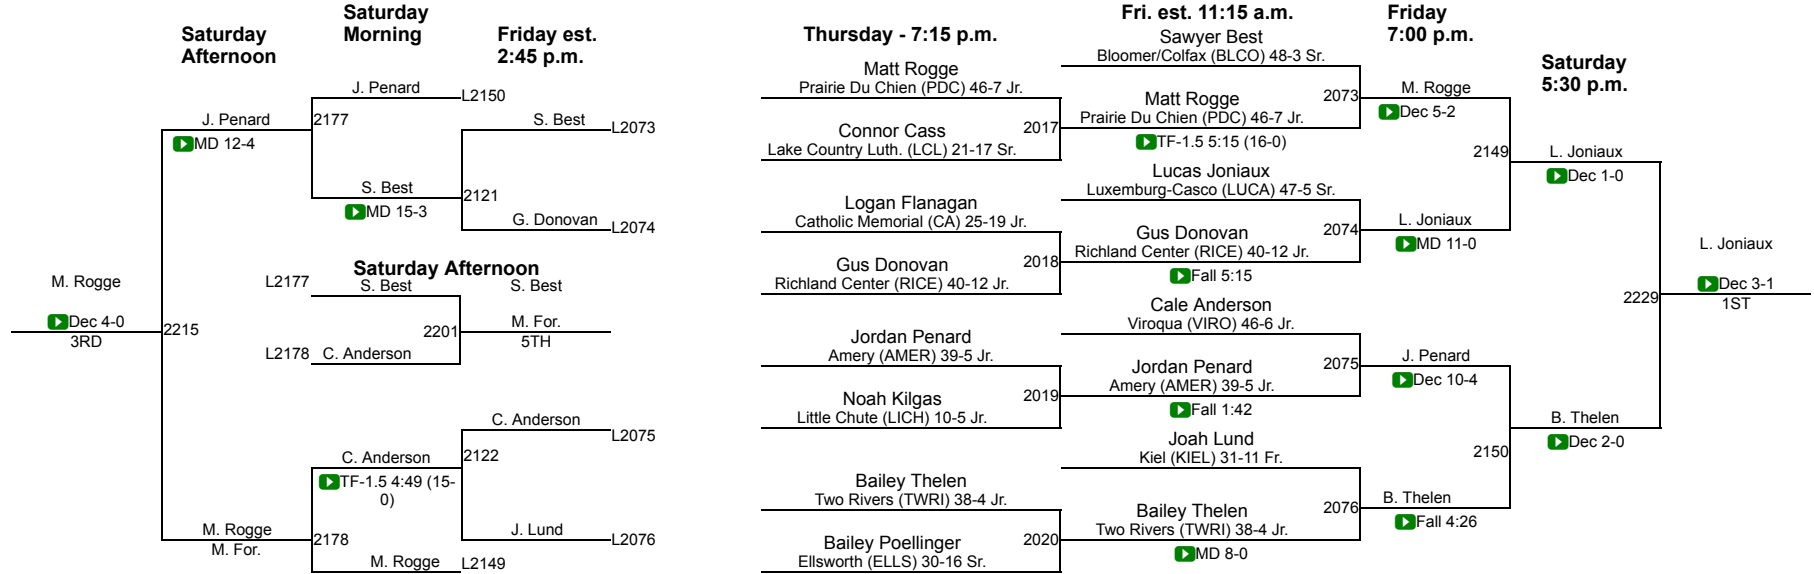 Saturday
Afternoon
Saturday
Morning
Friday est.
2:45 p.m.
J. Penard
L2150
J. Penard
2177
MD 12-4
S. Best
L2073
S. Best
2121
MD 15-3
G. Donovan
L2074
Saturday Afternoon
L2177
S. Best
S. Best
M. Rogge
Dec 4-0
3RD
2215
2201
M. For.
5TH
L2178
C. Anderson
C. Anderson
L2075
C. Anderson
2122
TF-1.5 4:49 (15-
0)
M. Rogge
M. For.
2178
J. Lund
L2076
M. Rogge
L2149
Thursday - 7:15 p.m.
Fri. est. 11:15 a.m.
Friday
7:00 p.m.
Saturday
5:30 p.m.
Matt Rogge
Prairie Du Chien (PDC) 46-7 Jr.
Connor Cass
Lake Country Luth. (LCL) 21-17 Sr.
2017
Logan Flanagan
Catholic Memorial (CA) 25-19 Jr.
Gus Donovan
Richland Center (RICE) 40-12 Jr.
2018
Jordan Penard
Amery (AMER) 39-5 Jr.
Noah Kilgas
Little Chute (LICH) 10-5 Jr.
2019
Bailey Thelen
Two Rivers (TWRI) 38-4 Jr.
Bailey Poellinger
Ellsworth (ELLS) 30-16 Sr.
2020
Sawyer Best
Bloomer/Colfax (BLCO) 48-3 Sr.
Matt Rogge
Prairie Du Chien (PDC) 46-7 Jr.
TF-1.5 5:15 (16-0)
2073
Lucas Joniaux
Luxemburg-Casco (LUCA) 47-5 Sr.
Gus Donovan
Richland Center (RICE) 40-12 Jr.
Fall 5:15
2074
Cale Anderson
Viroqua (VIRO) 46-6 Jr.
Jordan Penard
Amery (AMER) 39-5 Jr.
Fall 1:42
2075
Joah Lund
Kiel (KIEL) 31-11 Fr.
Bailey Thelen
Two Rivers (TWRI) 38-4 Jr.
MD 8-0
2076
M. Rogge
Dec 5-2
2149
L. Joniaux
MD 11-0
J. Penard
Dec 10-4
2150
B. Thelen
Fall 4:26
L. Joniaux
Dec 1-0
2229
B. Thelen
Dec 2-0
L. Joniaux
Dec 3-1
1ST